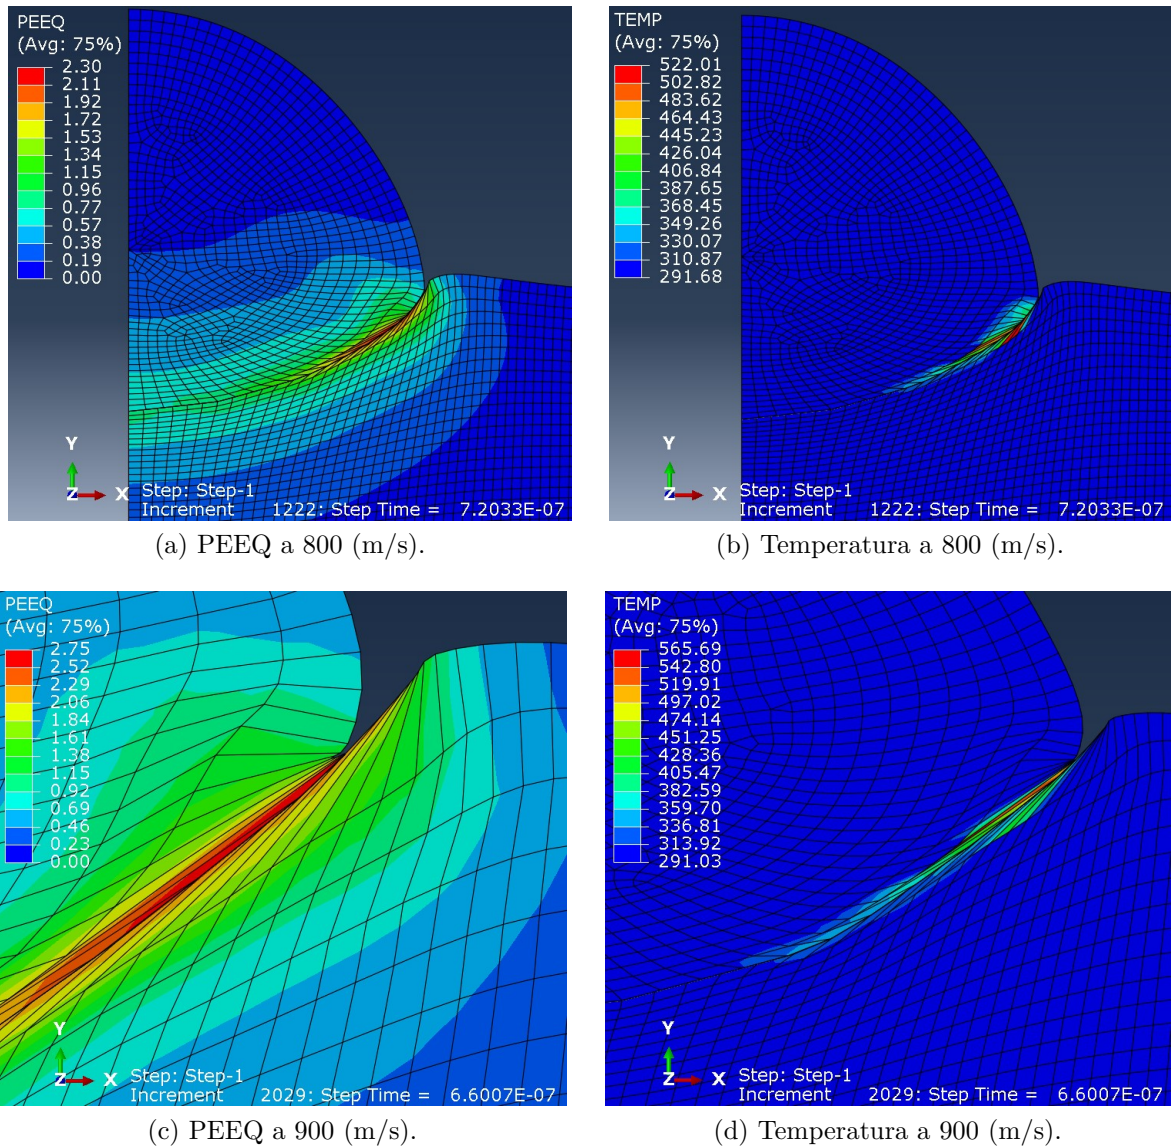 PEEQ
(Avg: 75%)
2.30
2.11
1.92
1.72
1.53
1.34
1.15
0.96
0.77
0.57
0.38
0.19
0.00
Y
Z X
Step: Step-1
Increment 1222: Step Time = 7.2033E-07
(a) PEEQ a 800 (m/s).
TEMP
(Avg: 75%)
522.01
502.82
483.62
464.43
445.23
426.04
406.84
387.65
368.45
349.26
330.07
310.87
291.68
Y
Z X
Step: Step-1
Increment 1222: Step Time = 7.2033E-07
(b) Temperatura a 800 (m/s).
PEEQ
(Avg: 75%)
2.75
2.52
2.29
2.06
1.84
1.61
1.38
1.15
0.92
0.69
0.46
0.23
0.00
Y
Z X
Step: Step-1
Increment 2029: Step Time = 6.6007E-07
(c) PEEQ a 900 (m/s).
TEMP
(Avg: 75%)
565.69
542.80
519.91
497.02
474.14
451.25
428.36
405.47
382.59
359.70
336.81
313.92
291.03
Y
Z X
Step: Step-1
Increment 2029: Step Time = 6.6007E-07
(d) Temperatura a 900 (m/s).